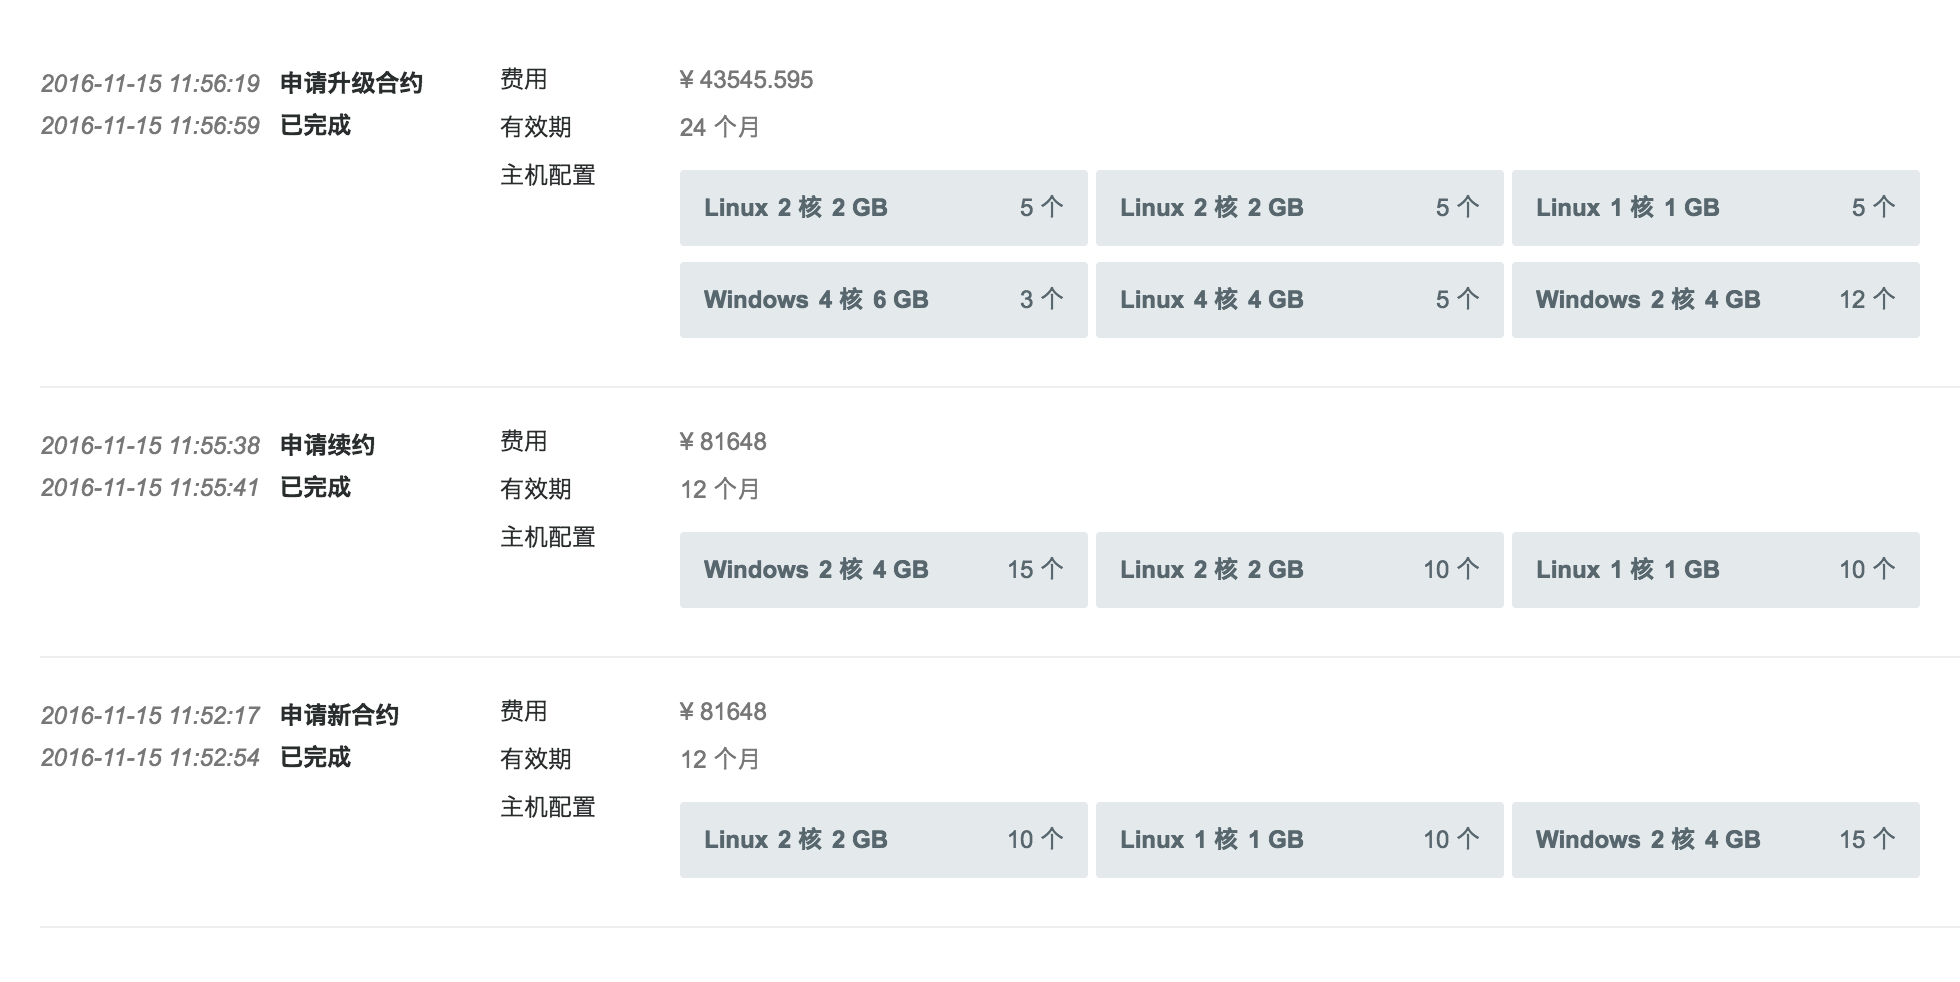 2016-11-15 11:56:19 申请升级合约
2016-11-15 11:56:59 已完成
费用 ¥ 43545.595
有效期 24 个月
主机配置
Linux 2 核 2 GB 5 个
Linux 2 核 2 GB 5 个
Linux 1 核 1 GB 5 个
Windows 4 核 6 GB 3 个
Linux 4 核 4 GB 5 个
Windows 2 核 4 GB 12 个
2016-11-15 11:55:38 申请续约
2016-11-15 11:55:41 已完成
费用 ¥ 81648
有效期 12 个月
主机配置
Windows 2 核 4 GB 15 个
Linux 2 核 2 GB 10 个
Linux 1 核 1 GB 10 个
2016-11-15 11:52:17 申请新合约
2016-11-15 11:52:54 已完成
费用 ¥ 81648
有效期 12 个月
主机配置
Linux 2 核 2 GB 10 个
Linux 1 核 1 GB 10 个
Windows 2 核 4 GB 15 个